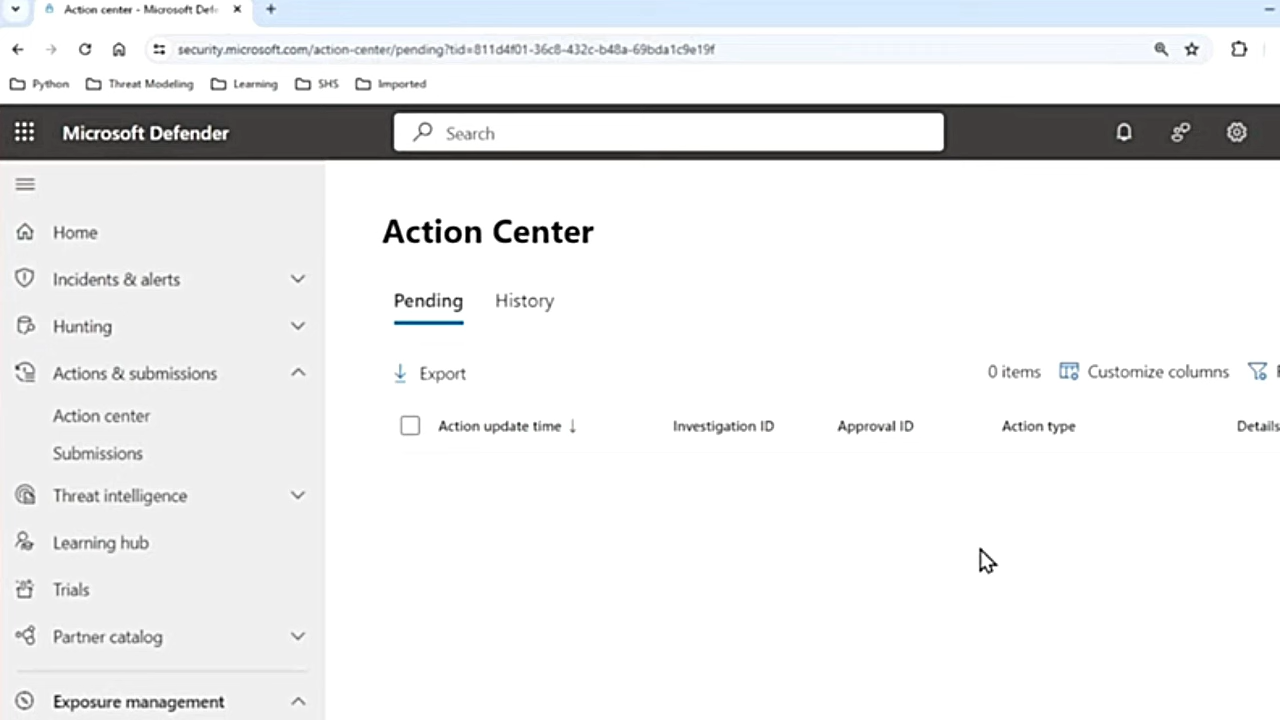 Action center - Microsoft Defe
security.microsoft.com/action-center/pending?tid=811d4f01-36c8-432c-b48a-69bda1c9e19f
Python Threat Modeling Learning SHS Imported
Microsoft Defender Search
Home
Incidents & alerts
Hunting
Actions & submissions
Action center
Submissions
Threat intelligence
Learning hub
Trials
Partner catalog
Exposure management
Action Center
Pending History
Export 0 items Customize columns F
Action update time ↓ Investigation ID Approval ID Action type Details